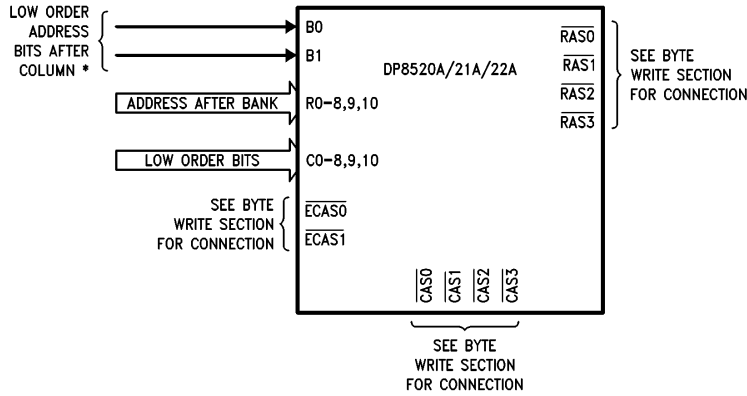 LOW ORDER
ADDRESS
BITS AFTER
COLUMN *
B0
B1
ADDRESS AFTER BANK
R0–8,9,10
LOW ORDER BITS
C0–8,9,10
SEE BYTE
WRITE SECTION
FOR CONNECTION
ECAS0
ECAS1
DP8520A/21A/22A
RAS0
RAS1
RAS2
RAS3
SEE BYTE
WRITE SECTION
FOR CONNECTION
CAS0
CAS1
CAS2
CAS3
SEE BYTE
WRITE SECTION
FOR CONNECTION